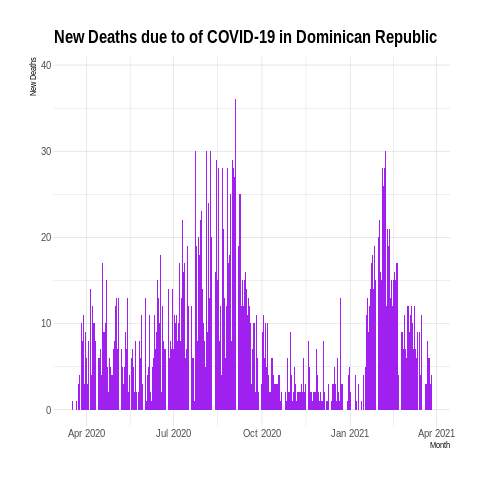 New Deaths due to of COVID-19 in Dominican Republic
New Deaths
40
30
20
10
0
Apr 2020 Jul 2020 Oct 2020 Jan 2021 Apr 2021
Month